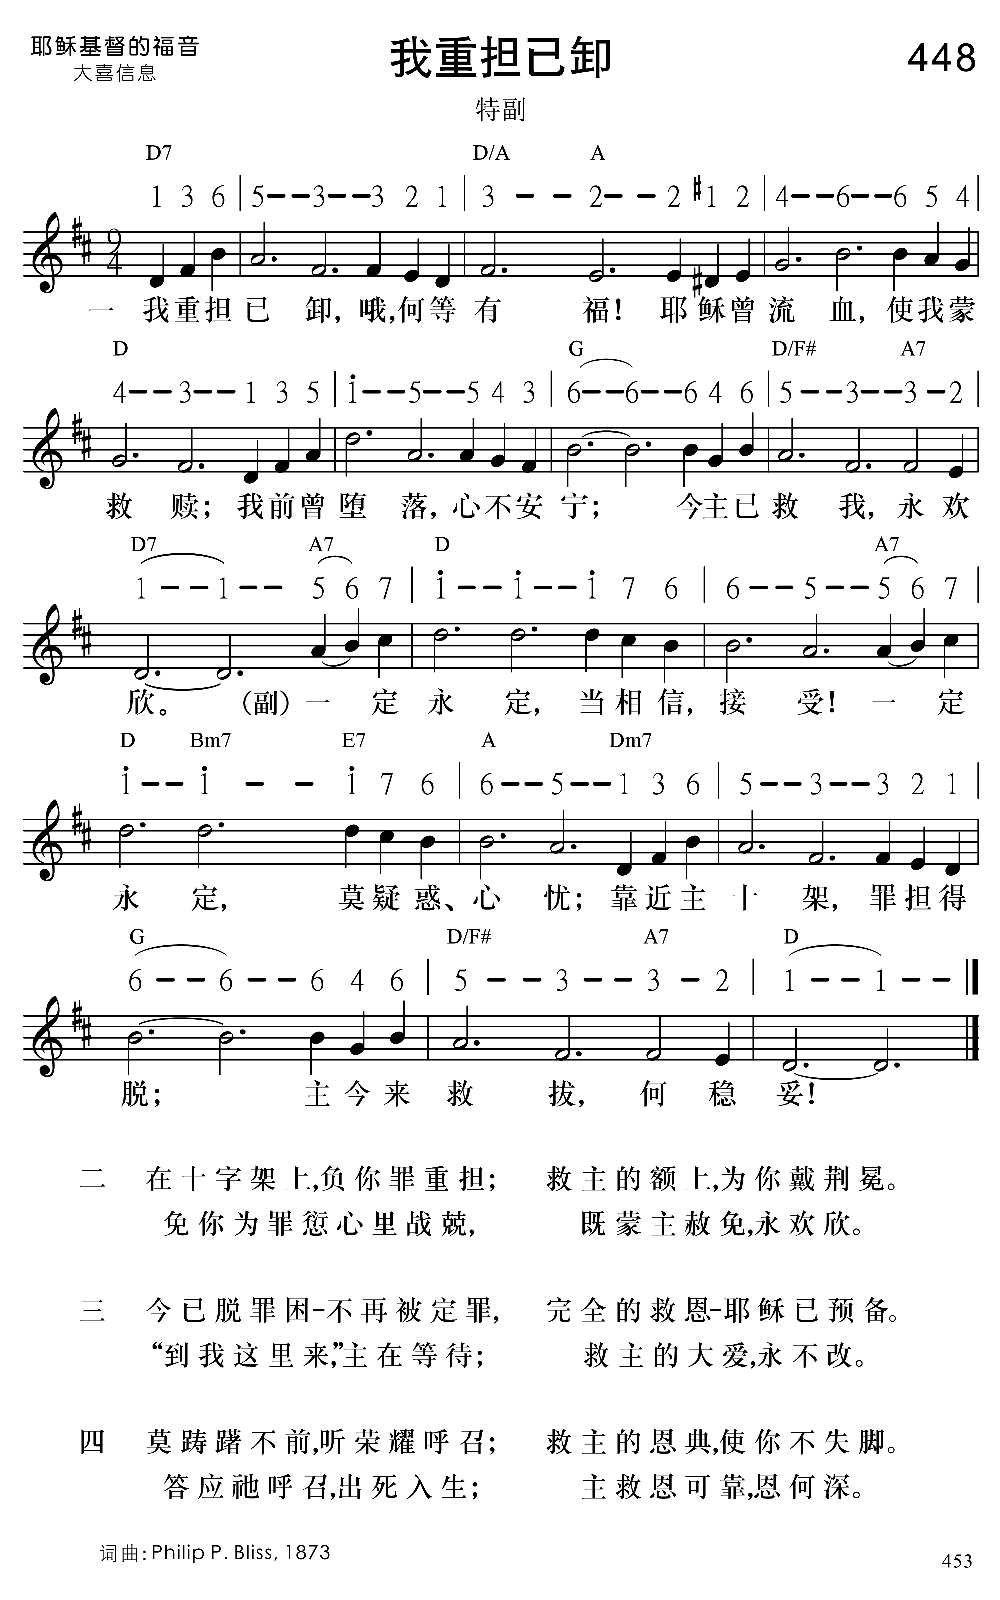 耶稣基督的福音
大喜信息
我重担已卸
448
特副
D7 D/A A
1 3 6 | 5--3--3 2 1 | 3 - - 2-- 2 #1 2 | 4--6--6 5 4 |
9
4
一 我重担已 卸，哦，何等有 福！ 耶稣曾流 血，使我蒙
D G D/F# A7
4--3-- 1 3 5 | i--5--5 4 3 | 6--6--6 4 6 | 5--3--3-2 |
救 赎；我前曾堕 落，心不安宁； 今主已救 我，永欢
D7 A7 D A7
1--1-- 5 6 7 | i--i--i 7 6 | 6--5--5 6 7 |
欣。 (副)一 定 永 定，当相信，接 受！一 定
D Bm7 E7 A Dm7
i-- i - - i 7 6 | 6--5--1 3 6 | 5--3--3 2 1 |
永 定， 莫疑惑、心 忧；靠近主十 架，罪担得
G D/F# A7 D
6--6-- 6 4 6 | 5--3--3-2 | 1--1-- ‖
脱； 主今来 救 拔，何 稳 妥！
二 在十字架上，负你罪重担； 救主的额上，为你戴荆冕。
免你为罪愆心里战兢， 既蒙主赦免，永欢欣。
三 今已脱罪困-不再被定罪， 完全的救恩-耶稣已预备。
“到我这里来，”主在等待； 救主的大爱，永不改。
四 莫踌躇不前，听荣耀呼召； 救主的恩典，使你不失脚。
答应祂呼召，出死入生； 主救恩可靠，恩何深。
词曲: Philip P. Bliss, 1873
453